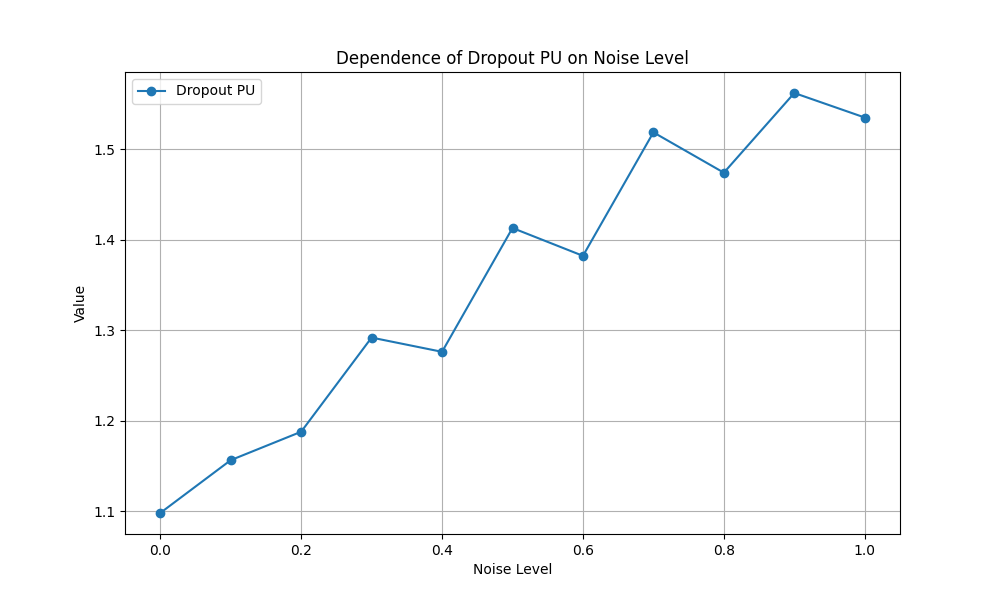 Dependence of Dropout PU on Noise Level
Dropout PU
Value
1.5
1.4
1.3
1.2
1.1
0.0 0.2 0.4 0.6 0.8 1.0
Noise Level